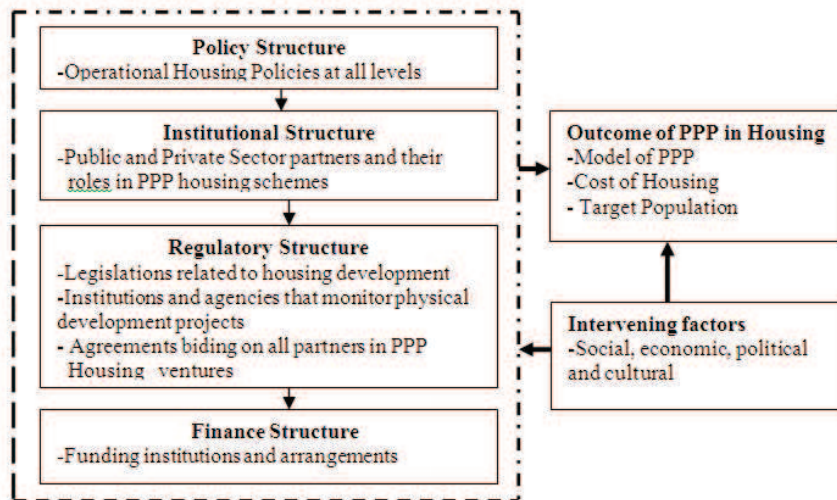 Policy Structure
-Operational Housing Policies at all levels
Institutional Structure
-Public and Private Sector partners and their
roles in PPP housing schemes
Regulatory Structure
-Legislations related to housing development
-Institutions and agencies that monitor physical
development projects
- Agreements biding on all partners in PPP
Housing ventures
Finance Structure
-Funding institutions and arrangements
Outcome of PPP in Housing
-Model of PPP
-Cost of Housing
- Target Population
Intervening factors
-Social, economic, political
and cultural